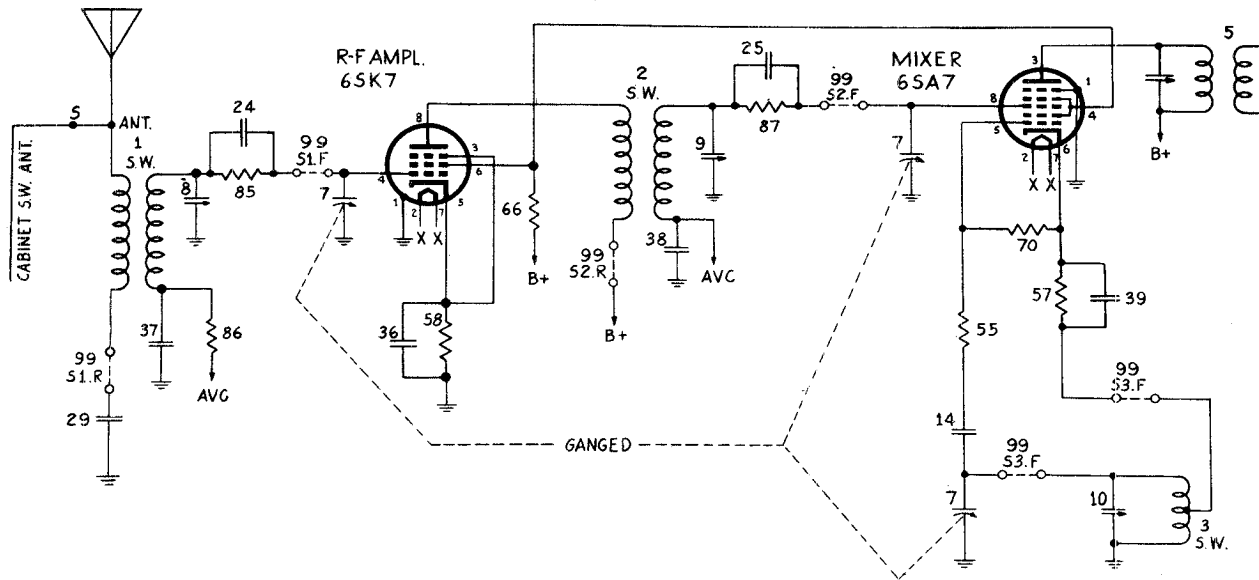 R-F AMPL.
6SK7
MIXER
6SA7
CABINET S.W. ANT.
S
ANT.
1
S.W.
24
85
8
99
S1.F
7
37
86
AVC
99
S1.R
29
8
3
6
4
1
2
7
5
X X
36
58
66
B+
2
S.W.
99
S2.R
B+
9
38
AVC
25
87
99
S2.F
7
3
1
8
4
5
6
2
7
X X
B+
5
70
57
39
55
14
99
S3.F
99
S3.F
7
10
3
S.W.
GANGED